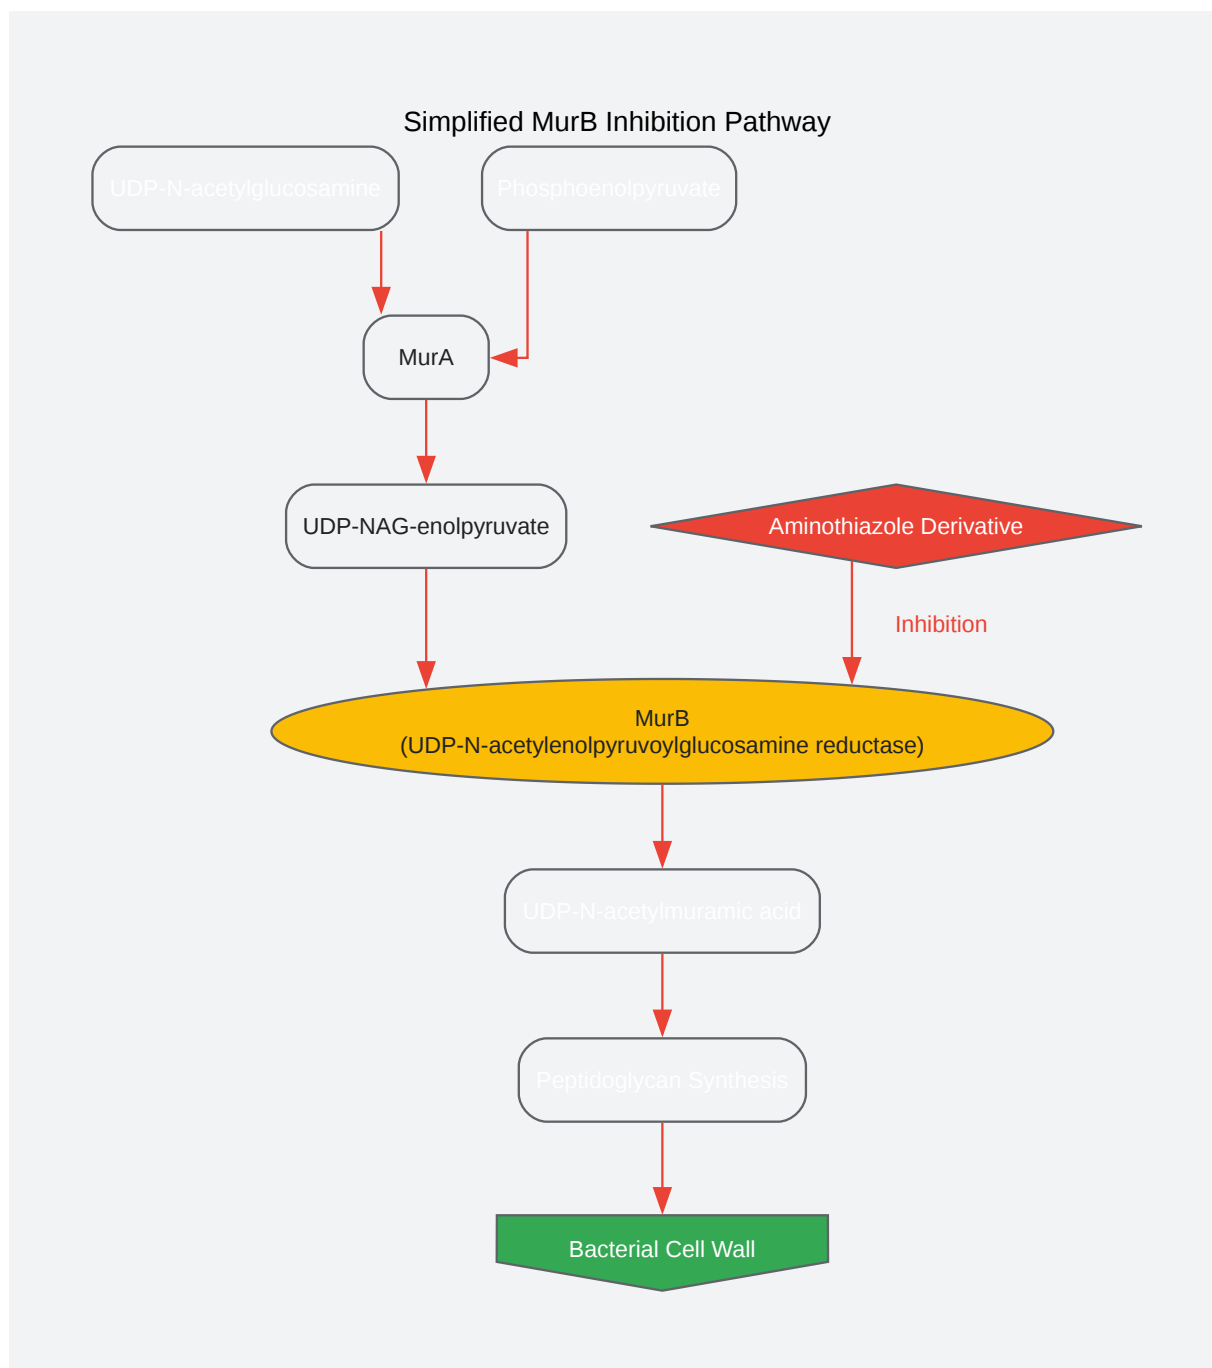 Simplified MurB Inhibition Pathway
UDP-N-acetylglucosamine
Phosphoenolpyruvate
MurA
UDP-NAG-enolpyruvate
Aminothiazole Derivative
Inhibition
MurB
(UDP-N-acetylenolpyruvoylglucosamine reductase)
UDP-N-acetylmuramic acid
Peptidoglycan Synthesis
Bacterial Cell Wall